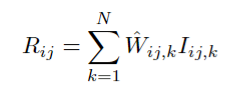 R_{ij} = \sum_{k=1}^{N} \hat{W}_{ij,k} I_{ij,k}